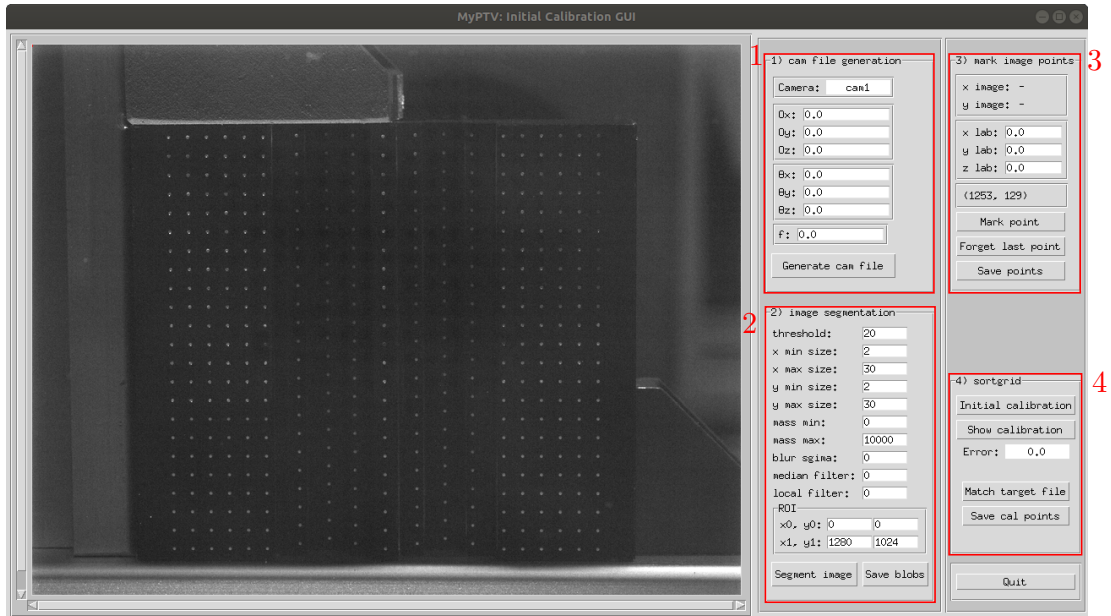 MyPTV: Initial Calibration GUI
1
1) cam file generation
Camera: cam1
Ox: 0.0
Oy: 0.0
Oz: 0.0
θx: 0.0
θy: 0.0
θz: 0.0
f: 0.0
Generate cam file
2
2) image segmentation
threshold: 20
x min size: 2
x max size: 30
y min size: 2
y max size: 30
mass min: 0
mass max: 10000
blur sgima: 0
median filter: 0
local filter: 0
ROI
x0, y0: 0 0
x1, y1: 1280 1024
Segment image Save blobs
3
3) mark image points
x image: -
y image: -
x lab: 0.0
y lab: 0.0
z lab: 0.0
(1253, 129)
Mark point
Forget last point
Save points
4
4) sortgrid
Initial calibration
Show calibration
Error: 0.0
Match target file
Save cal points
Quit